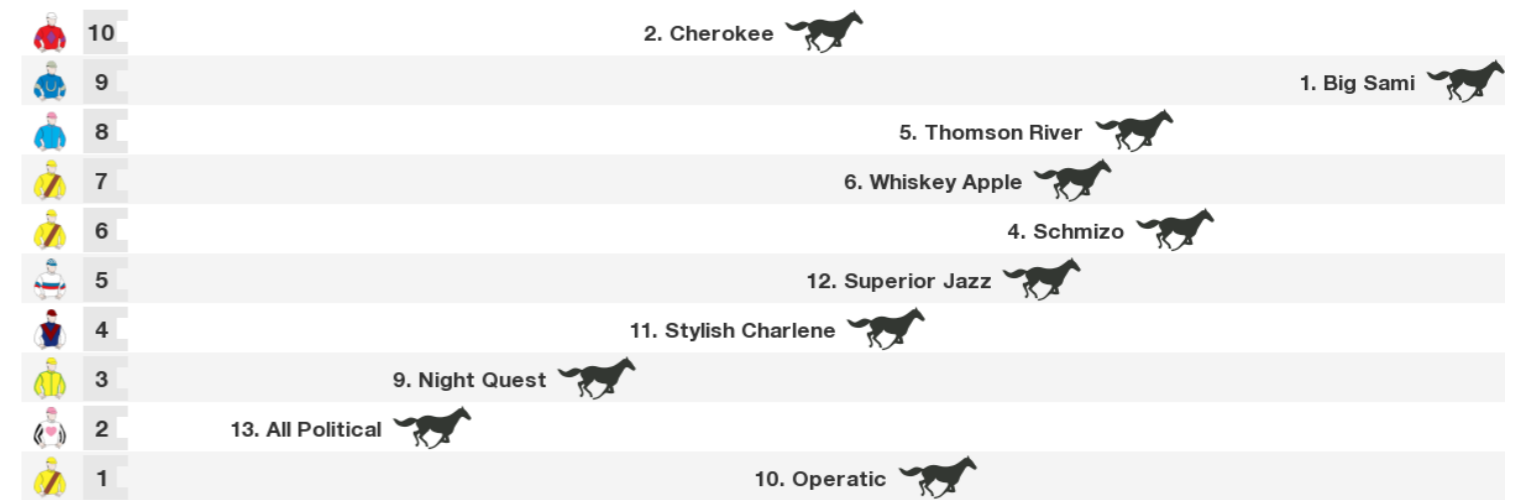 10 2. Cherokee
9 1. Big Sami
8 5. Thomson River
7 6. Whiskey Apple
6 4. Schmizo
5 12. Superior Jazz
4 11. Stylish Charlene
3 9. Night Quest
2 13. All Political
1 10. Operatic